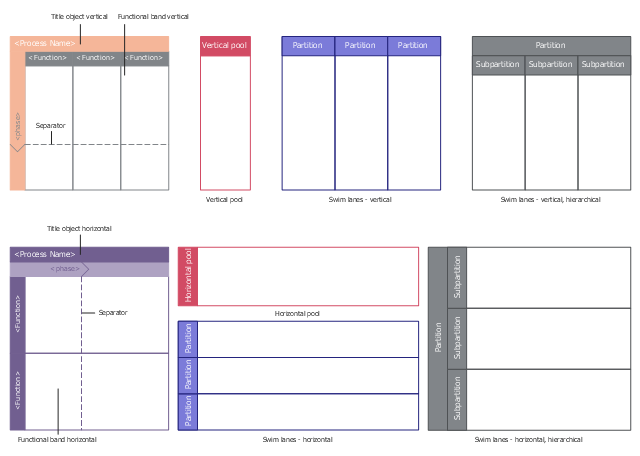 Title object vertical
Functional band vertical
<Process Name>
<Function>
<Function>
<Function>
<phase>
Separator
Vertical pool
Vertical pool
Partition
Partition
Partition
Swim lanes - vertical
Partition
Subpartition
Subpartition
Subpartition
Swim lanes - vertical, hierarchical
Title object horizontal
<Process Name>
<phase>
<Function>
<Function>
Separator
Functional band horizontal
Horizontal pool
Horizontal pool
Partition
Partition
Partition
Swim lanes - horizontal
Partition
Subpartition
Subpartition
Subpartition
Swim lanes - horizontal, hierarchical